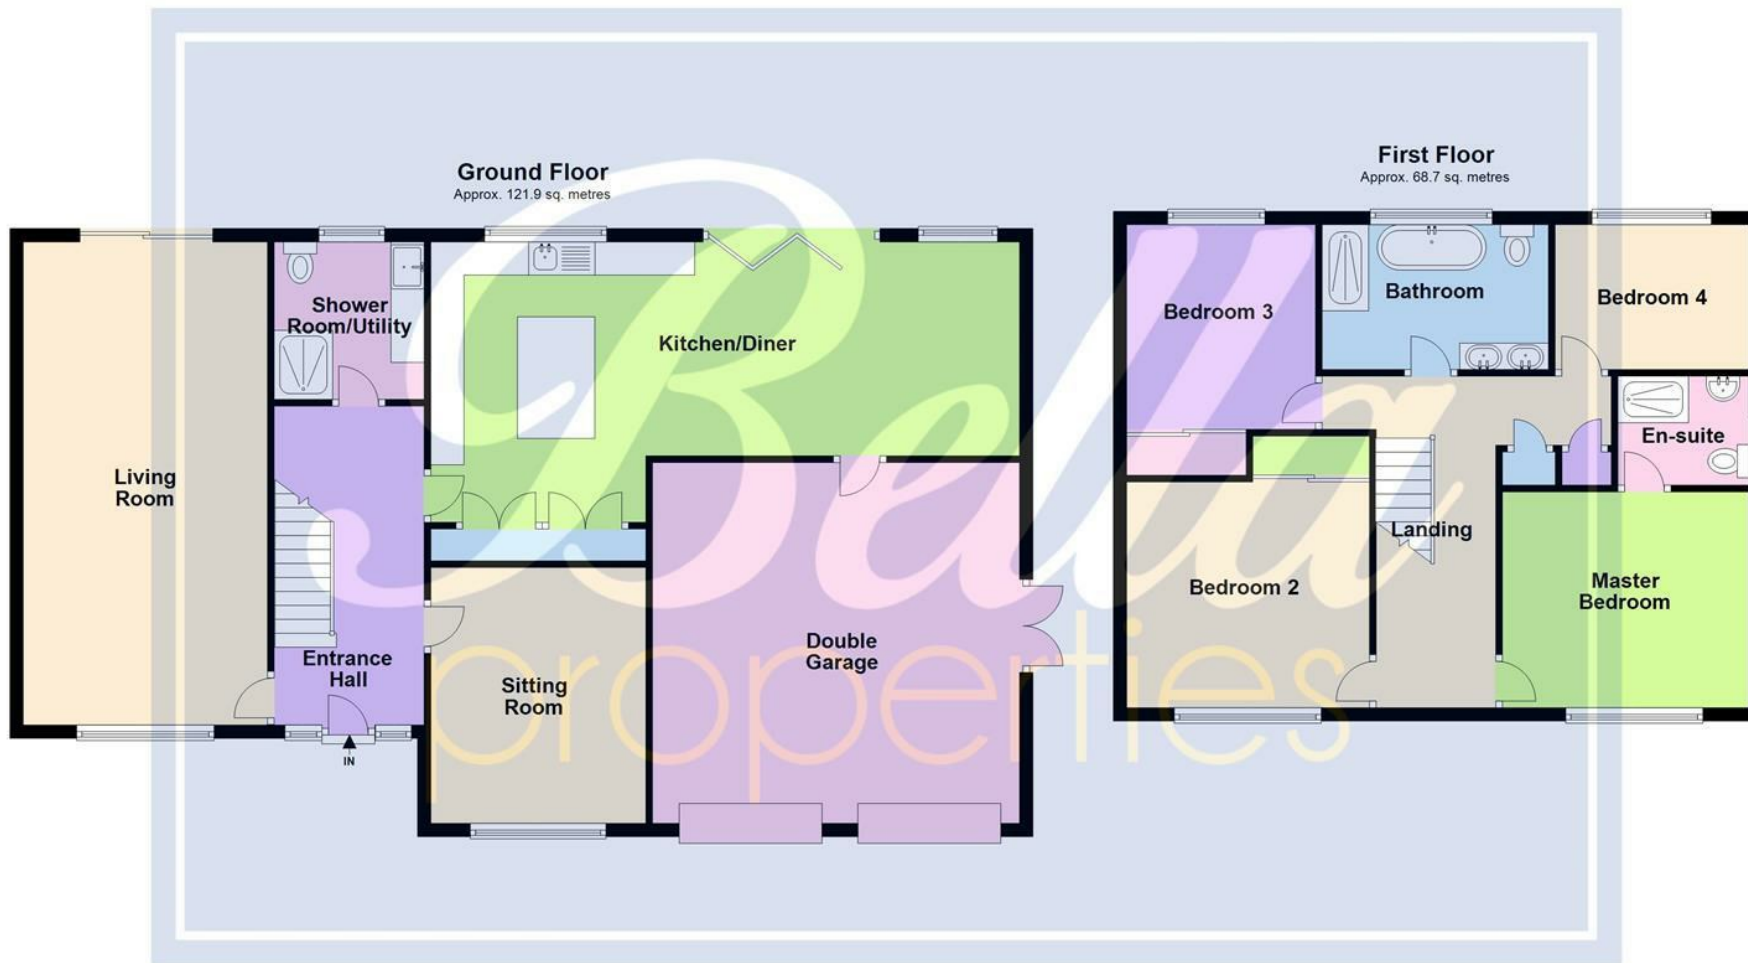 Ground Floor
Approx. 121.9 sq. metres
First Floor
Approx. 68.7 sq. metres
Living
Room
Shower
Room/Utility
Kitchen/Diner
Entrance
Hall
IN
Sitting
Room
Double
Garage
Bedroom 3
Bathroom
Bedroom 4
En-suite
Landing
Bedroom 2
Master
Bedroom
Bella
properties